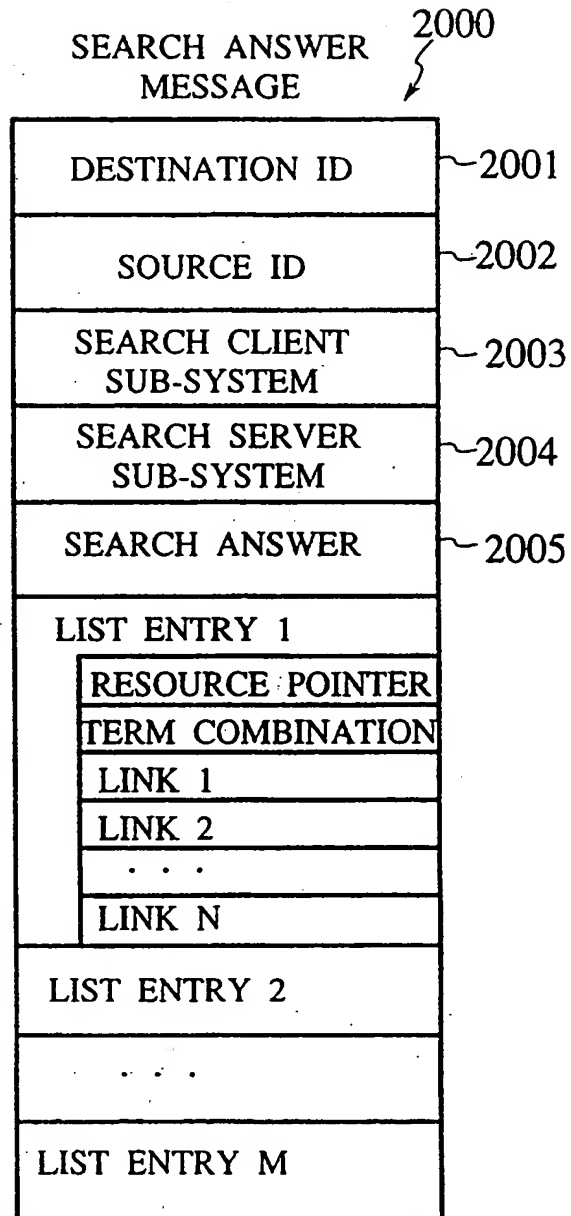 SEARCH ANSWER
MESSAGE
2000
DESTINATION ID
2001
SOURCE ID
2002
SEARCH CLIENT
SUB-SYSTEM
2003
SEARCH SERVER
SUB-SYSTEM
2004
SEARCH ANSWER
2005
LIST ENTRY 1
RESOURCE POINTER
TERM COMBINATION
LINK 1
LINK 2
. . .
LINK N
LIST ENTRY 2
. . .
LIST ENTRY M